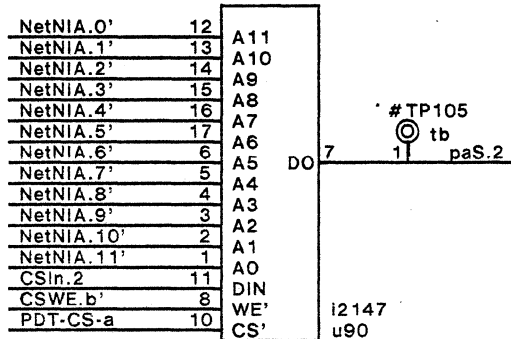 NetNIA.0' 12 A11
NetNIA.1' 13 A10
NetNIA.2' 14 A9
NetNIA.3' 15 A8
NetNIA.4' 16 A7 #TP105
NetNIA.5' 17 A6 tb
NetNIA.6' 6 A5 DO 7 1 paS.2
NetNIA.7' 5 A4
NetNIA.8' 4 A3
NetNIA.9' 3 A2
NetNIA.10' 2 A1
NetNIA.11' 1 A0
CSIn.2 11 DIN
CSWE.b' 8 WE' i2147
PDT-CS-a 10 CS' u90